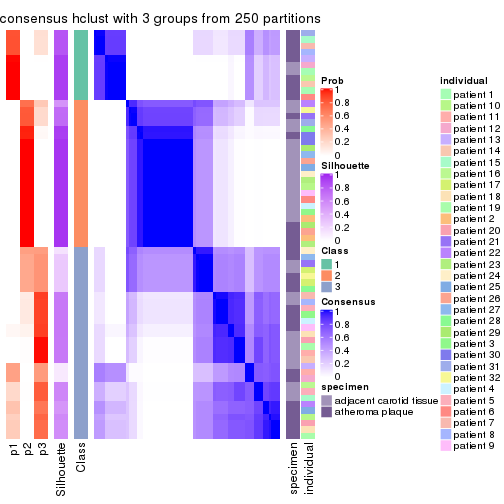 consensus hclust with 3 groups from 250 partitions
Prob
1
0.8
0.6
0.4
0.2
0
Silhouette
1
0.8
0.6
0.4
0.2
0
Class
1
2
3
Consensus
1
0.8
0.6
0.4
0.2
0
specimen
adjacent carotid tissue
atheroma plaque
individual
patient 1
patient 10
patient 11
patient 12
patient 13
patient 14
patient 15
patient 16
patient 17
patient 18
patient 19
patient 2
patient 20
patient 21
patient 22
patient 23
patient 24
patient 25
patient 26
patient 27
patient 28
patient 29
patient 3
patient 30
patient 31
patient 32
patient 4
patient 5
patient 6
patient 7
patient 8
patient 9
p1
p2
p3
Silhouette
Class
specimen
individual